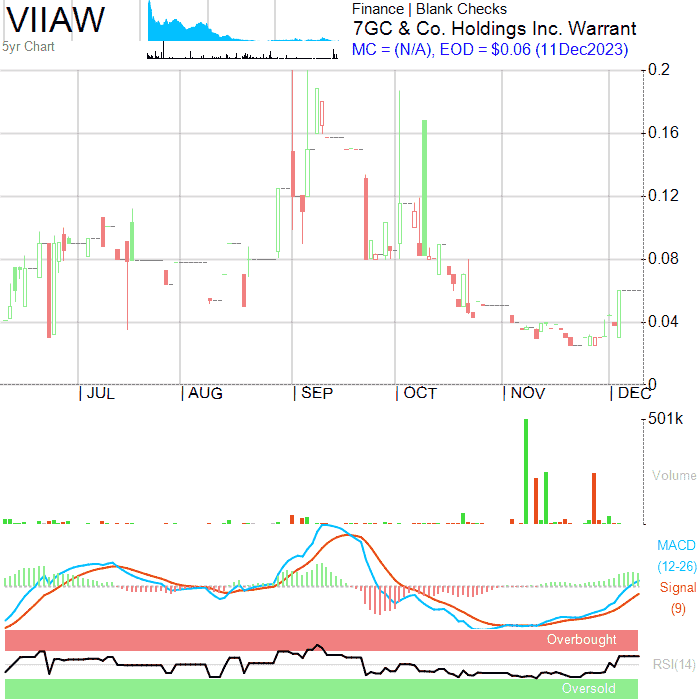 VIIAW
5yr Chart
Finance | Blank Checks
7GC & Co. Holdings Inc. Warrant
MC = (N/A), EOD = $0.06 (11Dec2023)
0.2
0.16
0.12
0.08
0.04
0
| JUL | AUG | SEP | OCT | NOV | DEC
501k
Volume
MACD
(12-26)
Signal
(9)
Overbought
RSI(14)
Oversold